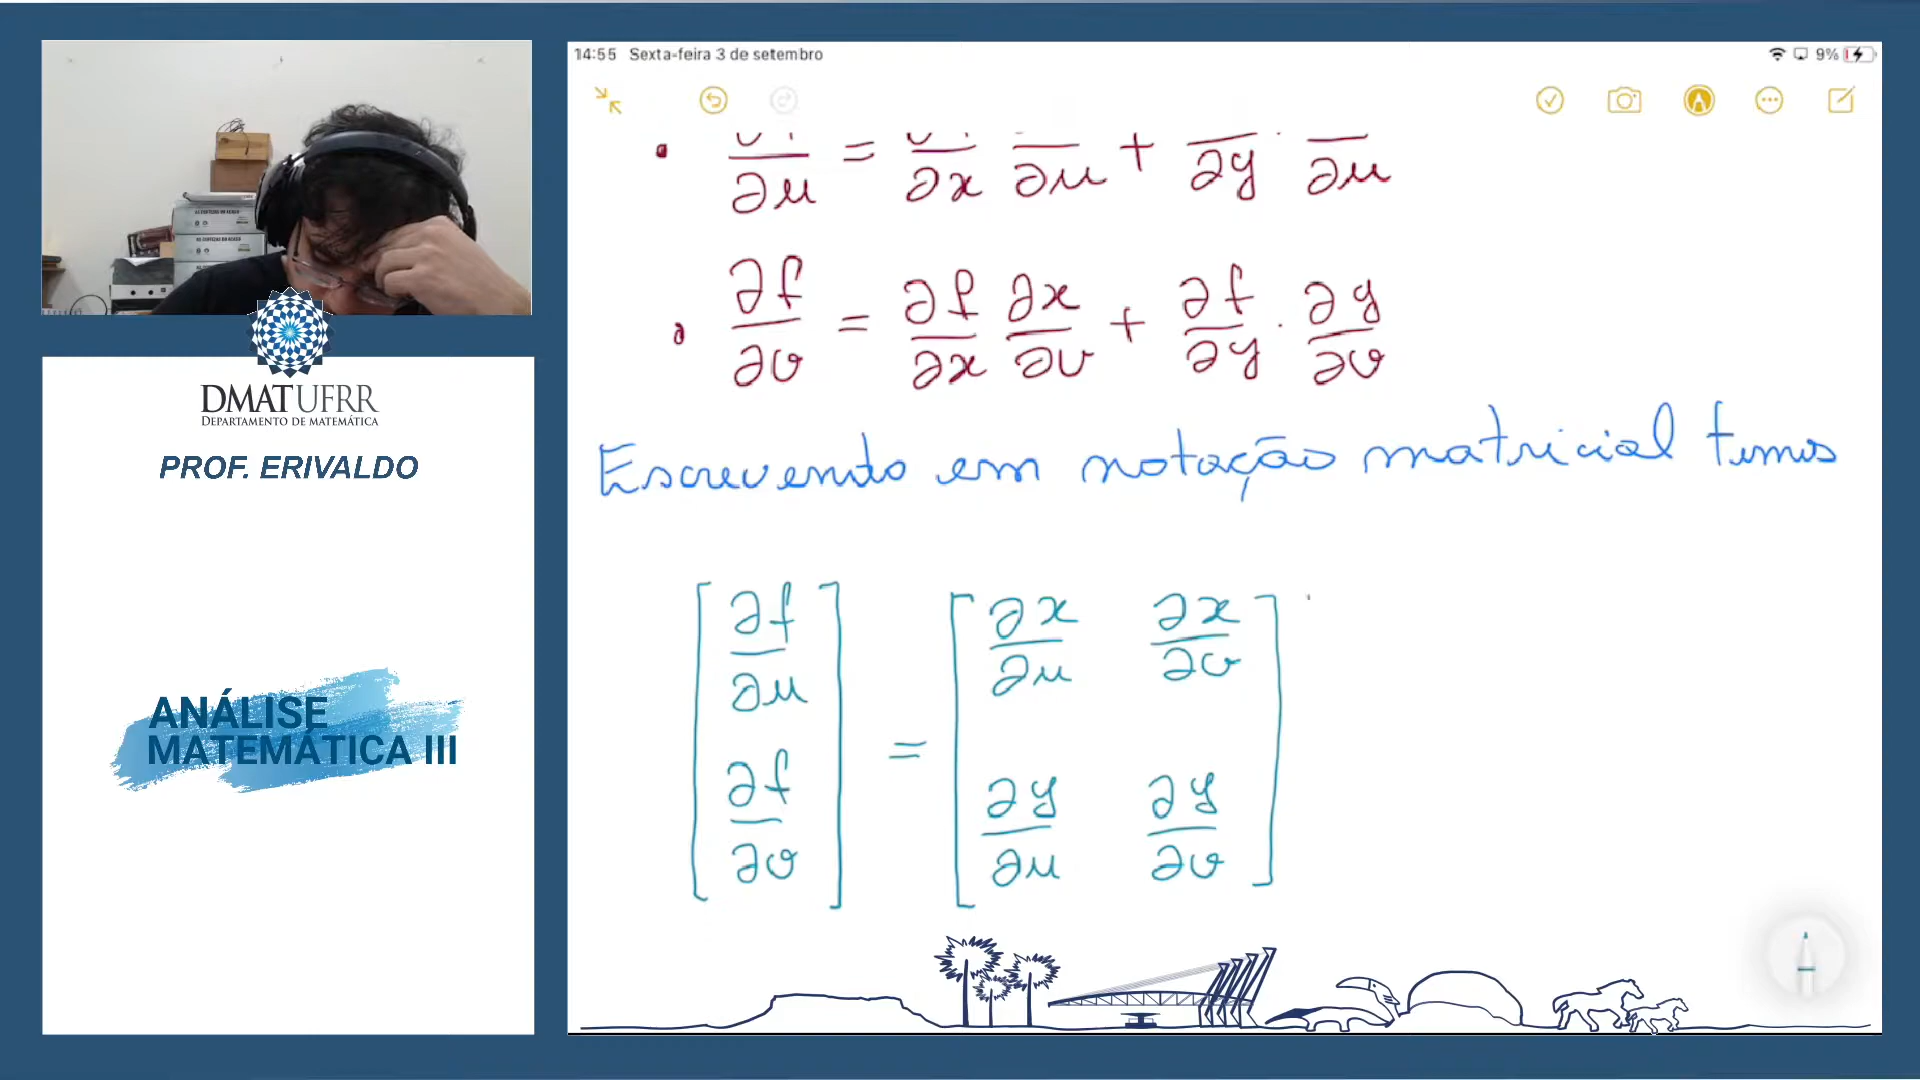 14:55 Sexta-feira 3 de setembro 9%
∂u = ∂x ∂u + ∂y · ∂u
∂f/∂v = ∂f/∂x ∂x/∂v + ∂f/∂y · ∂y/∂v
Escrevendo em notação matricial temos
[∂f/∂u ∂f/∂v] = [∂x/∂u ∂x/∂v
∂y/∂u ∂y/∂v]
DMATUFRR
DEPARTAMENTO DE MATEMÁTICA
PROF. ERIVALDO
ANÁLISE
MATEMÁTICA III